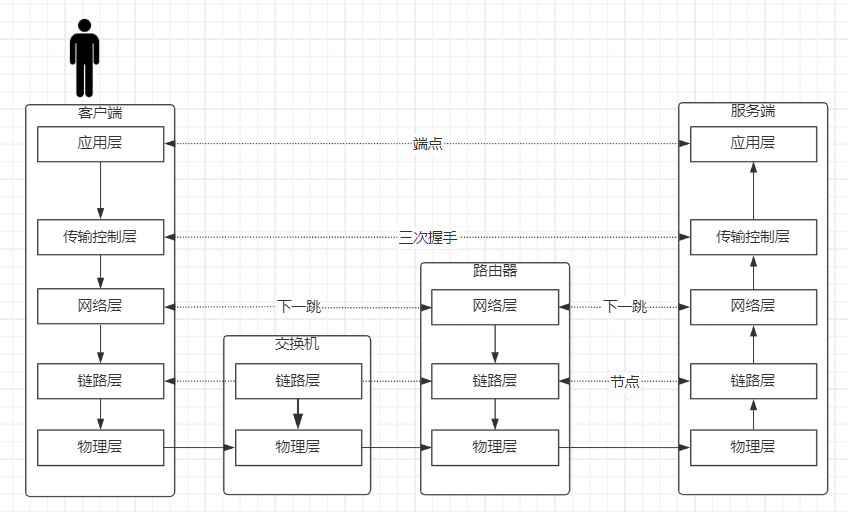 客户端
服务端
应用层
端点
应用层
传输控制层
三次握手
传输控制层
路由器
网络层
下一跳
网络层
下一跳
网络层
交换机
链路层
链路层
链路层
节点
链路层
物理层
物理层
物理层
物理层